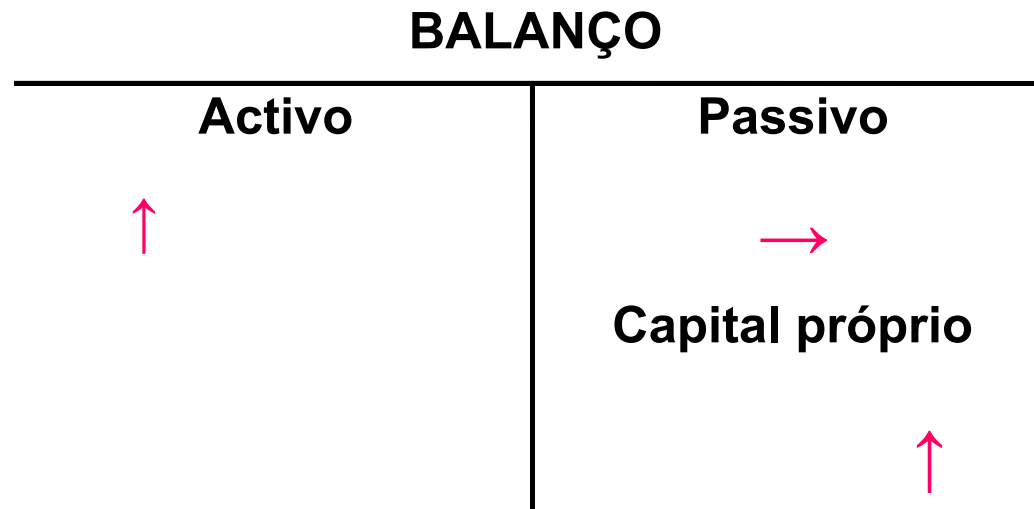 BALANÇO
Activo
Passivo
↑
→
Capital próprio
↑